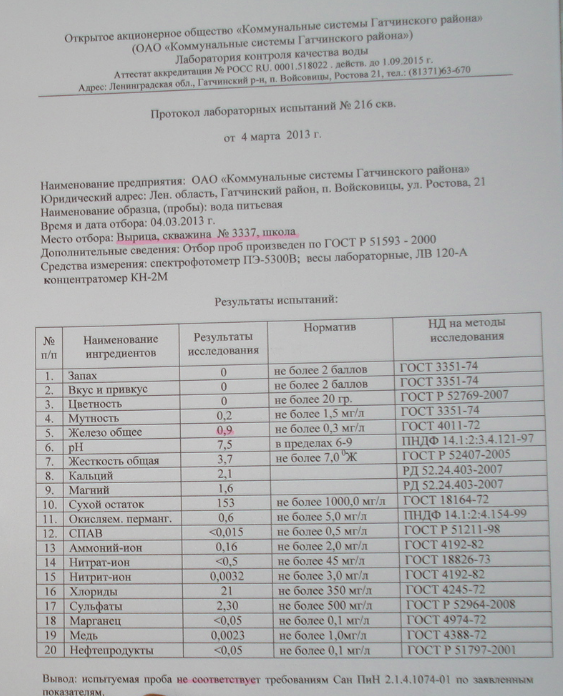 Открытое акционерное общество «Коммунальные системы Гатчинского района»
(ОАО «Коммунальные системы Гатчинского района»)
Лаборатория контроля качества воды
Аттестат аккредитации № РОСС RU. 0001.518022 . действ. до 1.09.2015 г.
Адрес: Ленинградская обл., Гатчинский р-н, п. Войсовицы, Ростова 21, тел.: (81371)63-670
Протокол лабораторных испытаний № 216 скв.
от 4 марта 2013 г.
Наименование предприятия: ОАО «Коммунальные системы Гатчинского района»
Юридический адрес: Лен. область, Гатчинский район, п. Войсковицы, ул. Ростова, 21
Наименование образца, (пробы): вода питьевая
Время и дата отбора: 04.03.2013 г.
Место отбора: Вырица, скважина № 3337, школа
Дополнительные сведения: Отбор проб произведен по ГОСТ Р 51593 - 2000
Средства измерения: спектрофотометр ПЭ-5300В; весы лабораторные, ЛВ 120-А
концентратомер КН-2М
Результаты испытаний:
№ п/п Наименование ингредиентов Результаты исследования Норматив НД на методы исследования
1. Запах 0 не более 2 баллов ГОСТ 3351-74
2. Вкус и привкус 0 не более 2 баллов ГОСТ 3351-74
3. Цветность 0 не более 20 гр. ГОСТ Р 52769-2007
4. Мутность 0,2 не более 1,5 мг/л ГОСТ 3351-74
5. Железо общее 0,9 не более 0,3 мг/л ГОСТ 4011-72
6. рН 7,5 в пределах 6-9 ПНДФ 14.1:2:3.4.121-97
7. Жесткость общая 3,7 не более 7,0 ⁰Ж ГОСТ Р 52407-2005
8. Кальций 2,1 РД 52.24.403-2007
9. Магний 1,6 РД 52.24.403-2007
10. Сухой остаток 153 не более 1000,0 мг/л ГОСТ 18164-72
11. Окисляем. перманг. 0,6 не более 5,0 мг/л ПНДФ 14.1:2:4.154-99
12. СПАВ <0,015 не более 0,5 мг/л ГОСТ Р 51211-98
13 Аммоний-ион 0,16 не более 2,0 мг/л ГОСТ 4192-82
14 Нитрат-ион <0,5 не более 45 мг/л ГОСТ 18826-73
15 Нитрит-ион 0,0032 не более 3,0 мг/л ГОСТ 4192-82
16 Хлориды 21 не более 350 мг/л ГОСТ 4245-72
17 Сульфаты 2,30 не более 500 мг/л ГОСТ Р 52964-2008
18 Марганец <0,05 не более 0,1 мг/л ГОСТ 4974-72
19 Медь 0,0023 не более 1,0мг/л ГОСТ 4388-72
20 Нефтепродукты <0,05 не более 0,1 мг/л ГОСТ Р 51797-2001
Вывод: испытуемая проба не соответствует требованиям Сан ПиН 2.1.4.1074-01 по заявленным
показателям.